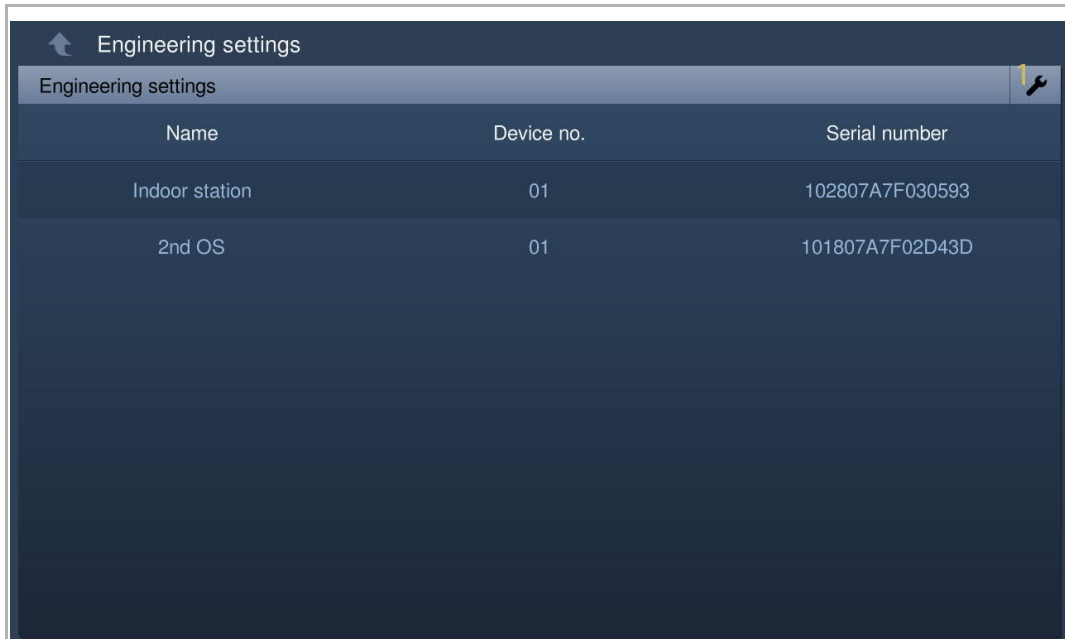 Engineering settings
Engineering settings
1
Name Device no. Serial number
Indoor station 01 102807A7F030593
2nd OS 01 101807A7F02D43D